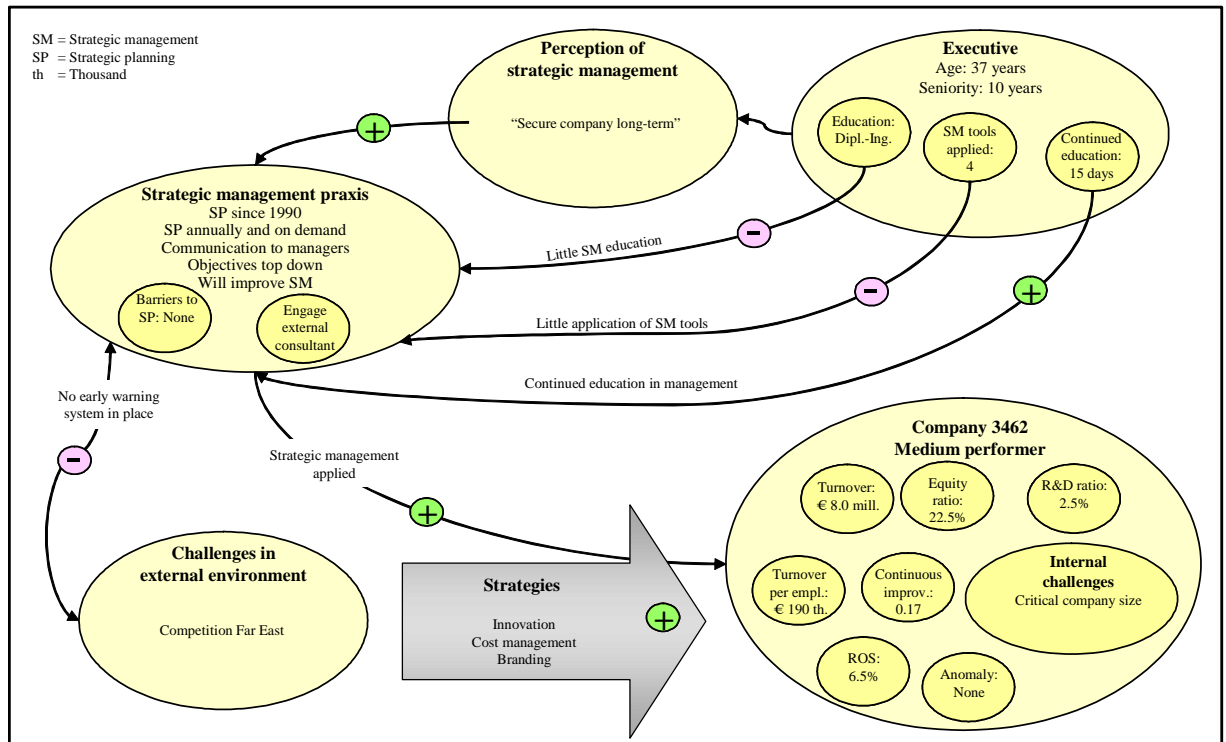 SM = Strategic management
SP = Strategic planning
th = Thousand
Perception of
strategic management
“Secure company long-term”
Executive
Age: 37 years
Seniority: 10 years
Education:
Dipl.-Ing.
SM tools
applied:
4
Continued
education:
15 days
+
Strategic management praxis
SP since 1990
SP annually and on demand
Communication to managers
Objectives top down
Will improve SM
Barriers to
SP: None
Engage
external
consultant
−
Little SM education
−
Little application of SM tools
+
Continued education in management
No early warning
system in place
−
Strategic management
applied
+
Challenges in
external environment
Competition Far East
Strategies
Innovation
Cost management
Branding
+
Company 3462
Medium performer
Turnover:
€ 8.0 mill.
Equity
ratio:
22.5%
R&D ratio:
2.5%
Turnover
per empl.:
€ 190 th.
Continuous
improv.:
0.17
Internal
challenges
Critical company size
ROS:
6.5%
Anomaly:
None